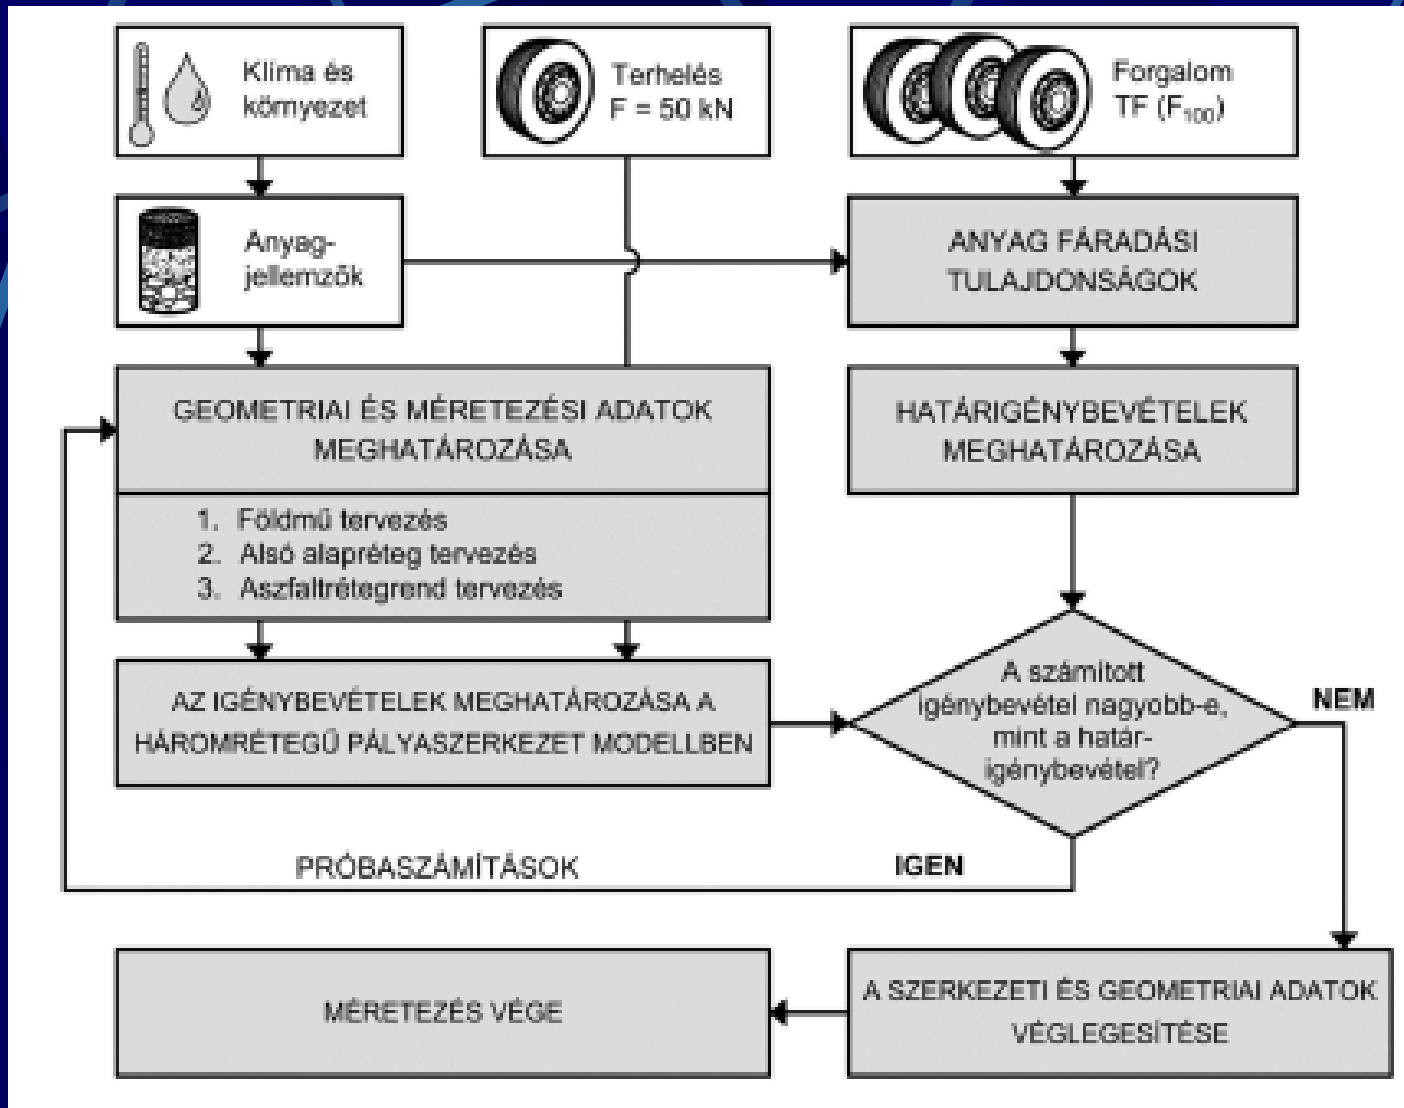 Klíma és
környezet
Terhelés
F = 50 kN
Forgalom
TF (F₁₀₀)
Anyag-
jellemzők
ANYAG FÁRADÁSI
TULAJDONSÁGOK
GEOMETRIAI ÉS MÉRETEZÉSI ADATOK
MEGHATÁROZÁSA
HATÁRIGÉNYBEVÉTELEK
MEGHATÁROZÁSA
1. Földmű tervezés
2. Alsó alapréteg tervezés
3. Aszfaltrétegrend tervezés
AZ IGÉNYBEVÉTELEK MEGHATÁROZÁSA A
HÁROMRÉTEGŰ PÁLYASZERKEZET MODELLBEN
A számított
igénybevétel nagyobb-e,
mint a határ-
igénybevétel?
NEM
PRÓBASZÁMÍTÁSOK
IGEN
MÉRETEZÉS VÉGE
A SZERKEZETI ÉS GEOMETRIAI ADATOK
VÉGLEGESÍTÉSE